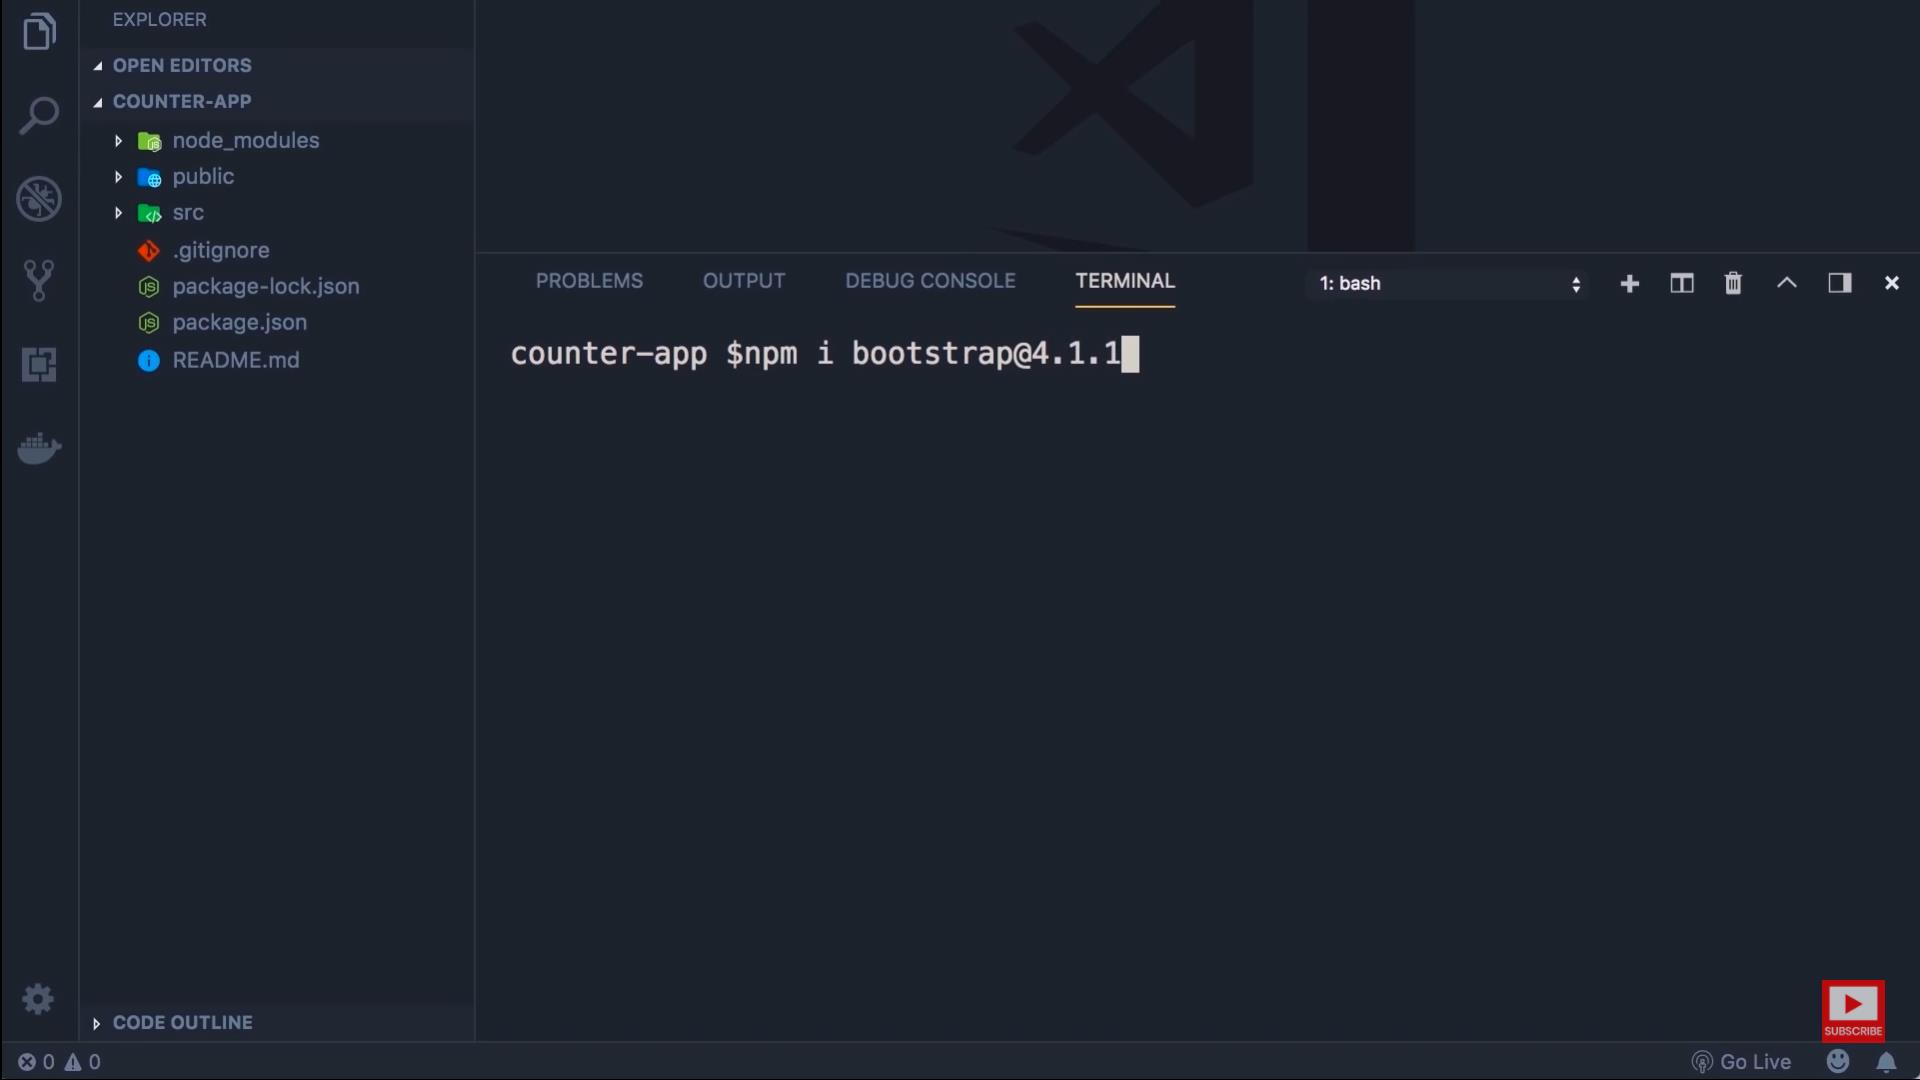 EXPLORER
OPEN EDITORS
COUNTER-APP
node_modules
public
src
.gitignore
package-lock.json
package.json
README.md
CODE OUTLINE
PROBLEMS OUTPUT DEBUG CONSOLE TERMINAL 1: bash
counter-app $npm i bootstrap@4.1.1
SUBSCRIBE
0 0 Go Live